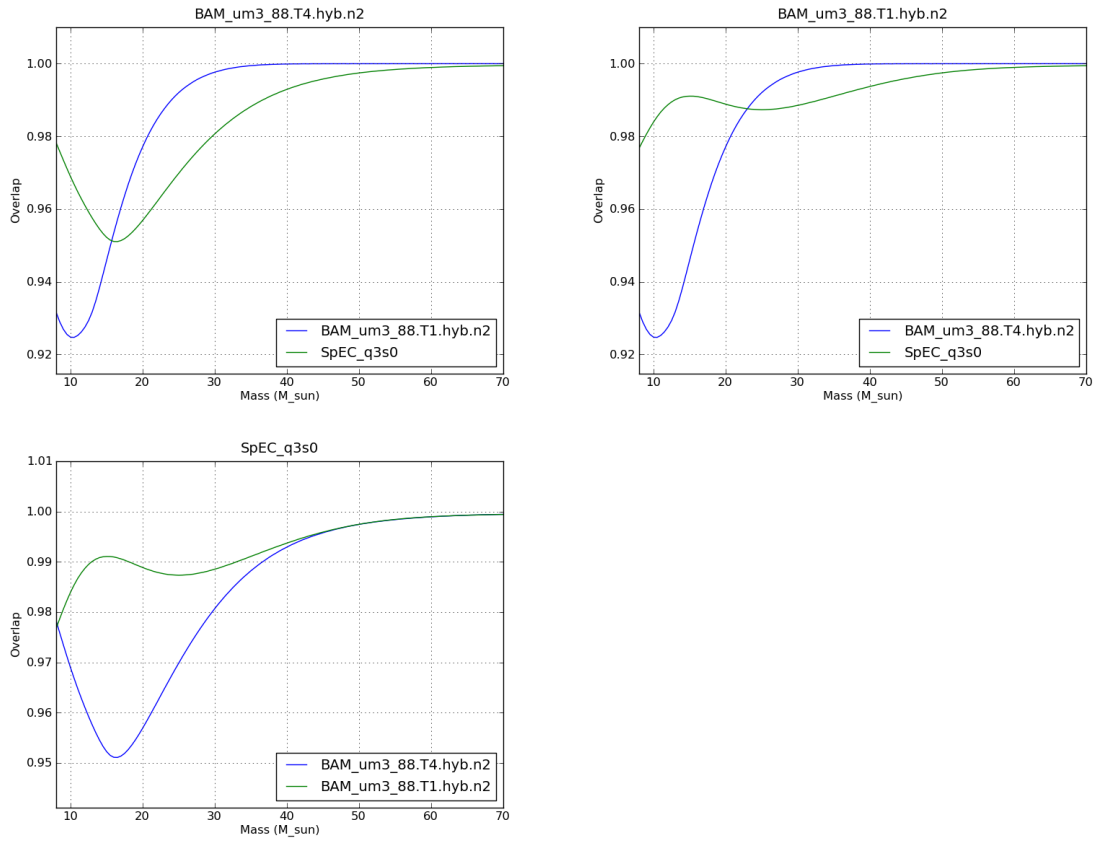 BAM_um3_88.T4.hyb.n2
1.00
0.98
0.96
0.94
0.92
Overlap
10 20 30 40 50 60 70
Mass (M_sun)
BAM_um3_88.T1.hyb.n2
SpEC_q3s0
BAM_um3_88.T1.hyb.n2
1.00
0.98
0.96
0.94
0.92
Overlap
10 20 30 40 50 60 70
Mass (M_sun)
BAM_um3_88.T4.hyb.n2
SpEC_q3s0
SpEC_q3s0
1.01
1.00
0.99
0.98
0.97
0.96
0.95
Overlap
10 20 30 40 50 60 70
Mass (M_sun)
BAM_um3_88.T4.hyb.n2
BAM_um3_88.T1.hyb.n2